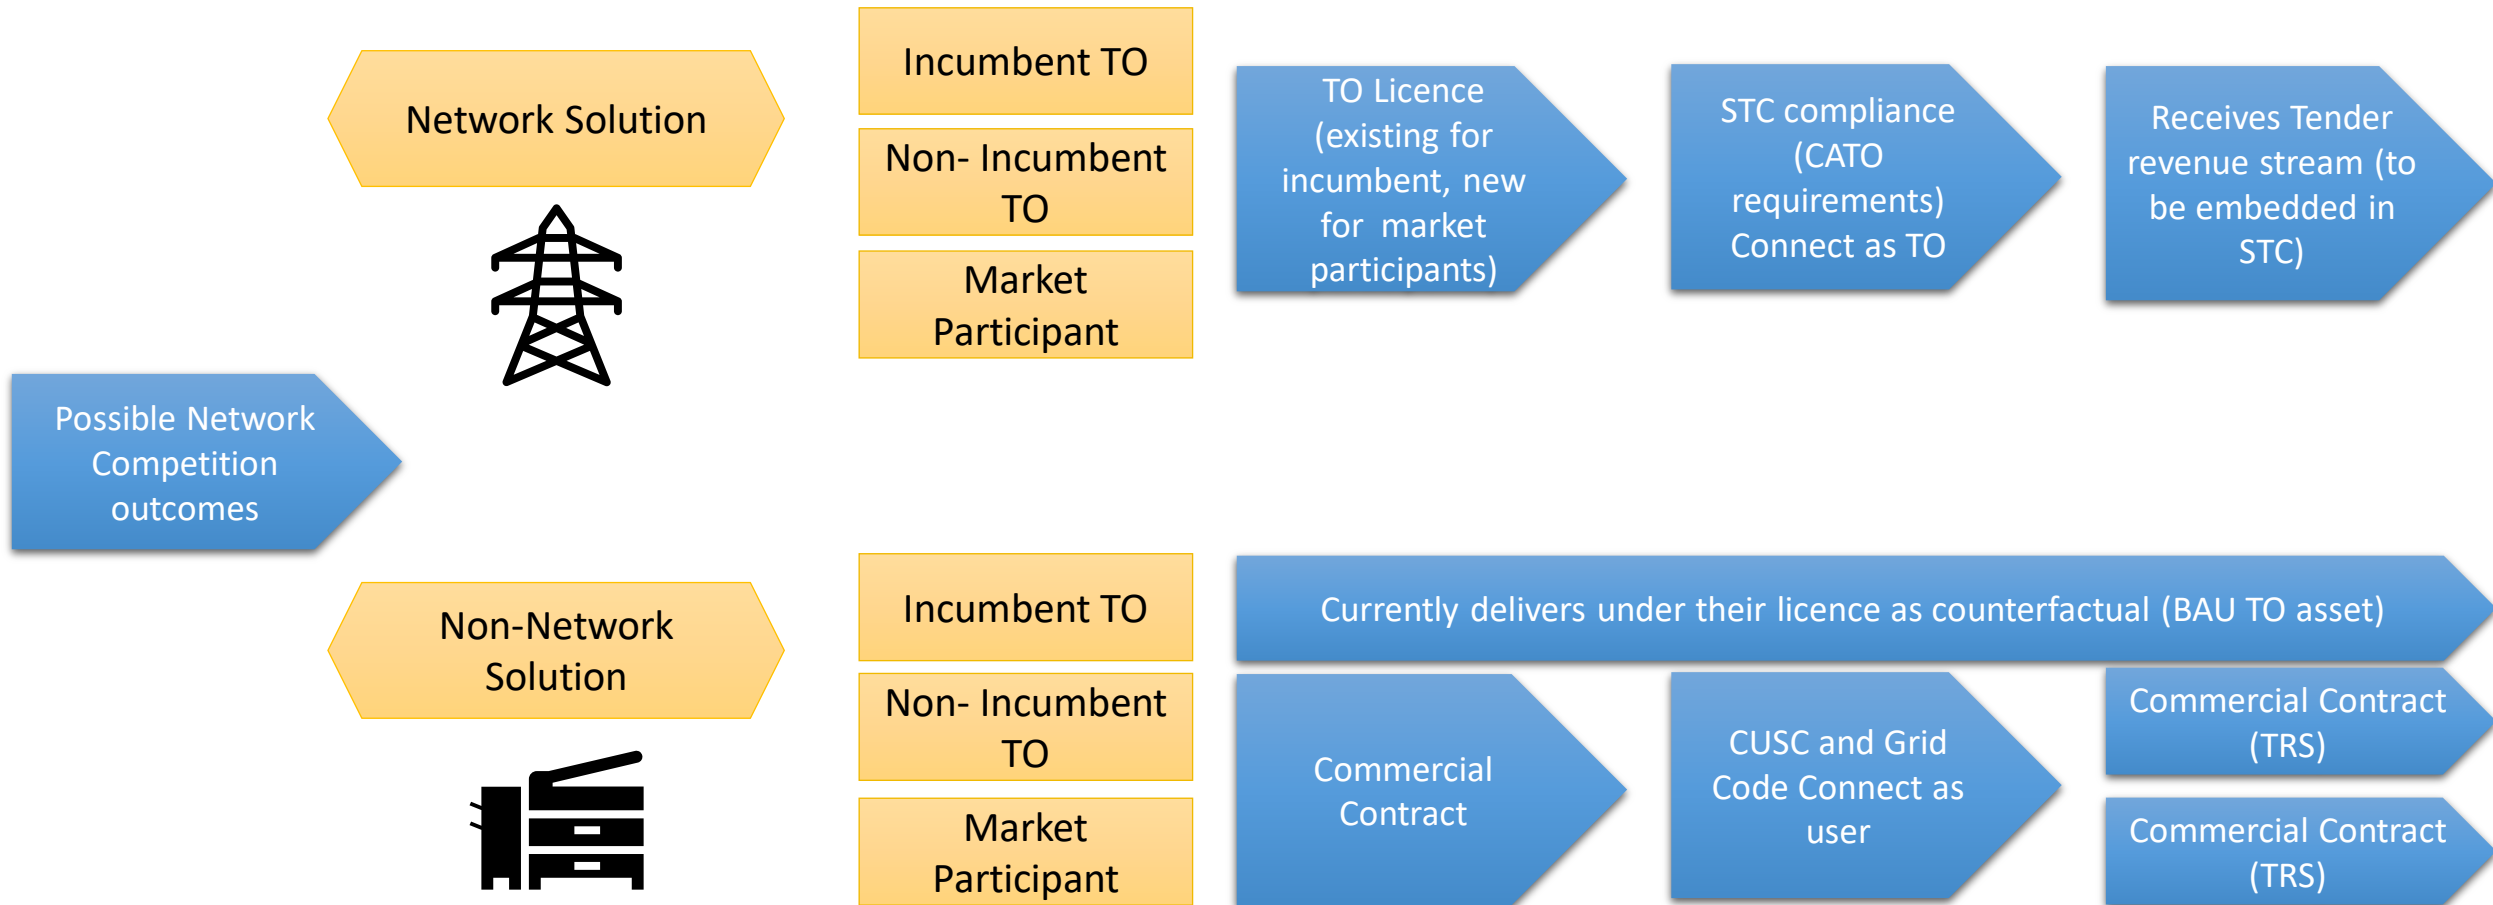 Possible Network
Competition
outcomes
Network Solution
Incumbent TO
Non- Incumbent
TO
Market
Participant
TO Licence
(existing for
incumbent, new
for market
participants)
STC compliance
(CATO
requirements)
Connect as TO
Receives Tender
revenue stream (to
be embedded in
STC)
Non-Network
Solution
Incumbent TO
Non- Incumbent
TO
Market
Participant
Currently delivers under their licence as counterfactual (BAU TO asset)
Commercial
Contract
CUSC and Grid
Code Connect as
user
Commercial Contract
(TRS)
Commercial Contract
(TRS)